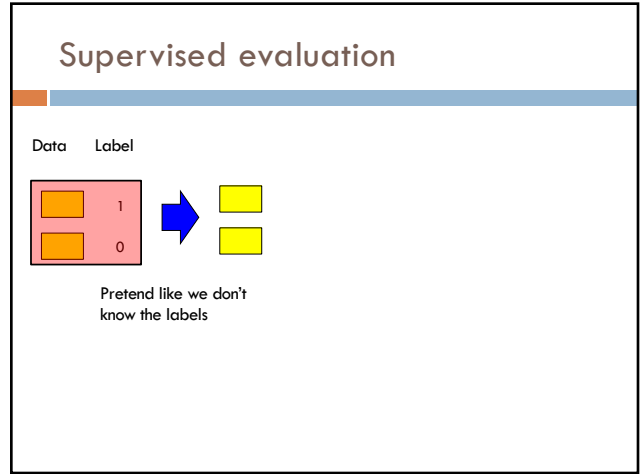 Supervised evaluation
Data Label
1
0
Pretend like we don't
know the labels